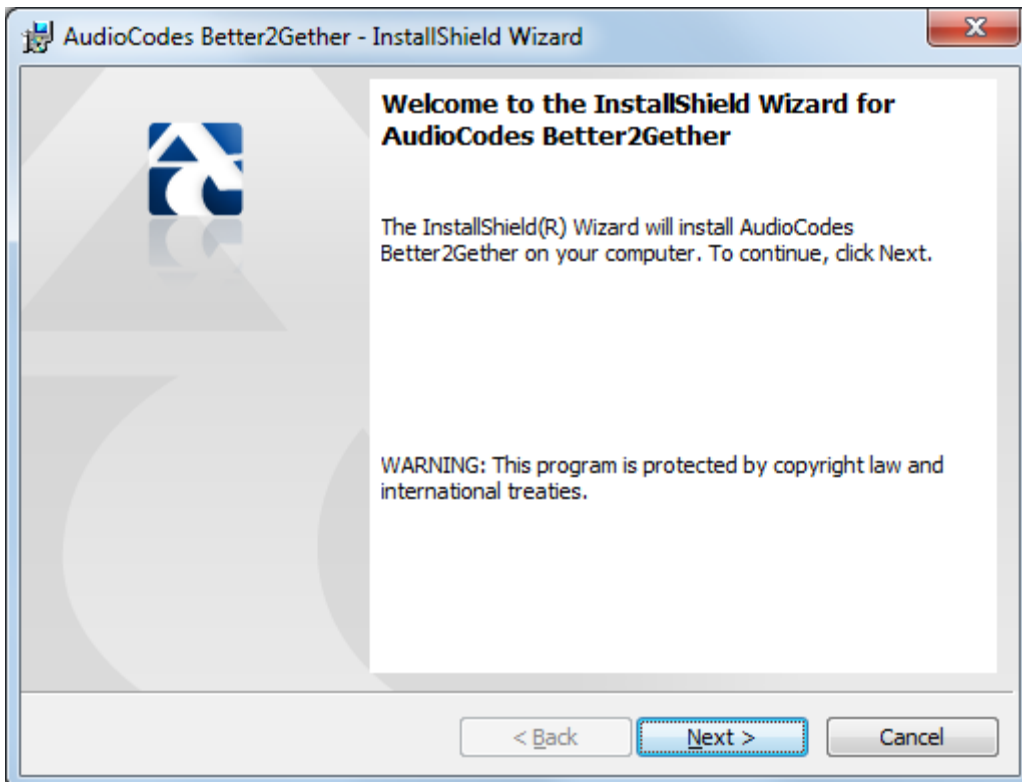 AudioCodes Better2Gether - InstallShield Wizard
Welcome to the InstallShield Wizard for
AudioCodes Better2Gether
The InstallShield(R) Wizard will install AudioCodes
Better2Gether on your computer. To continue, click Next.
WARNING: This program is protected by copyright law and
international treaties.
< Back
Next >
Cancel